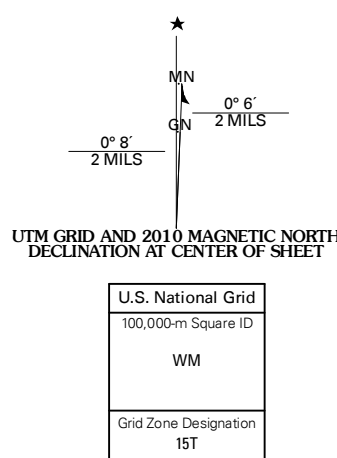 MN
0° 6´
2 MILS
GN
0° 8´
2 MILS
UTM GRID AND 2010 MAGNETIC NORTH
DECLINATION AT CENTER OF SHEET
U.S. National Grid
100,000-m Square ID
WM
Grid Zone Designation
15T